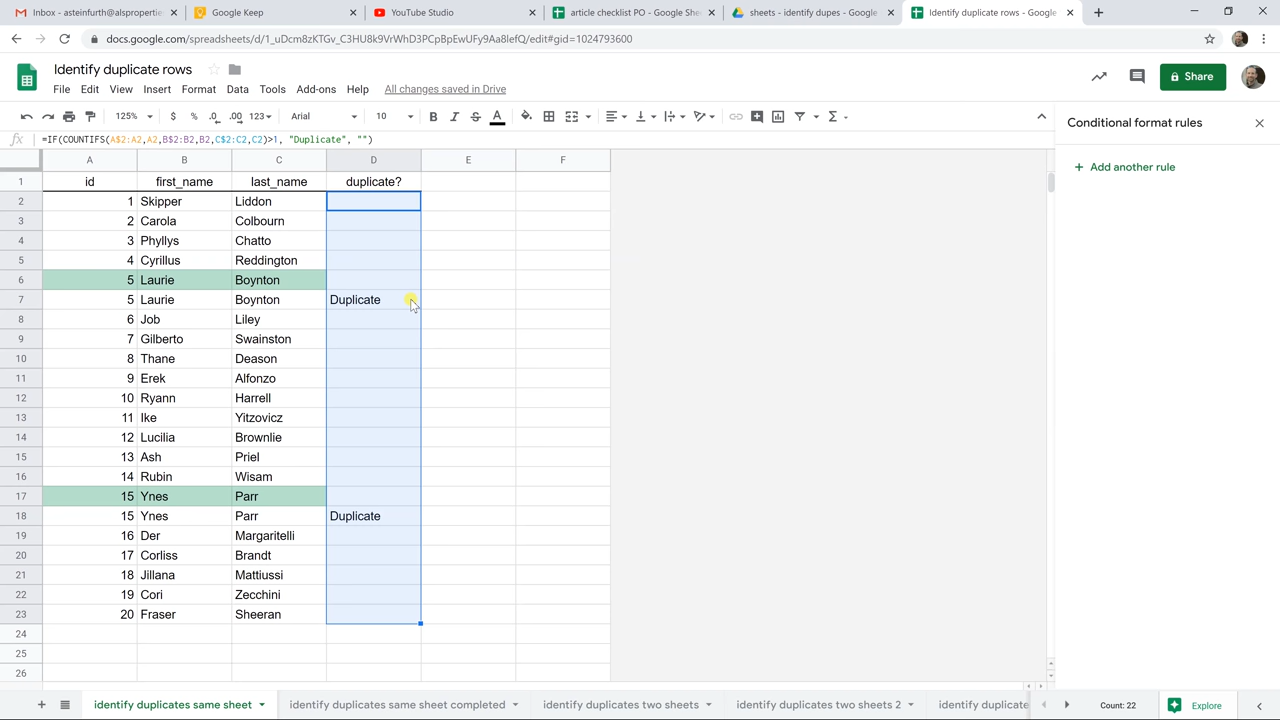 Inbox - asteinfurth@alspropertie
Google Keep
YouTube Studio
article checklist PO - Google She
sheets - identify dupes - Google
Identify duplicate rows - Google
docs.google.com/spreadsheets/d/1_uDcm8zKTGv_C3HU8k9VrWhD3PCpBpEwUFy9Aa8IefQ/edit#gid=1024793600
Identify duplicate rows
File Edit View Insert Format Data Tools Add-ons Help All changes saved in Drive
Share
125% $ % .0 .00 123 Arial 10 B I S A
fx =IF(COUNTIFS(A$2:A2,A2,B$2:B2,B2,C$2:C2,C2)>1, "Duplicate", "")
Conditional format rules
+ Add another rule
A B C D E F
1 id first_name last_name duplicate?
2 1 Skipper Liddon
3 2 Carola Colbourn
4 3 Phyllys Chatto
5 4 Cyrillus Reddington
6 5 Laurie Boynton
7 5 Laurie Boynton Duplicate
8 6 Job Liley
9 7 Gilberto Swainston
10 8 Thane Deason
11 9 Erek Alfonzo
12 10 Ryann Harrell
13 11 Ike Yitzovicz
14 12 Lucilia Brownlie
15 13 Ash Priel
16 14 Rubin Wisam
17 15 Ynes Parr
18 15 Ynes Parr Duplicate
19 16 Der Margaritelli
20 17 Corliss Brandt
21 18 Jillana Mattiussi
22 19 Cori Zecchini
23 20 Fraser Sheeran
24
25
26
identify duplicates same sheet identify duplicates same sheet completed identify duplicates two sheets identify duplicates two sheets 2 identify duplicate Count: 22 Explore